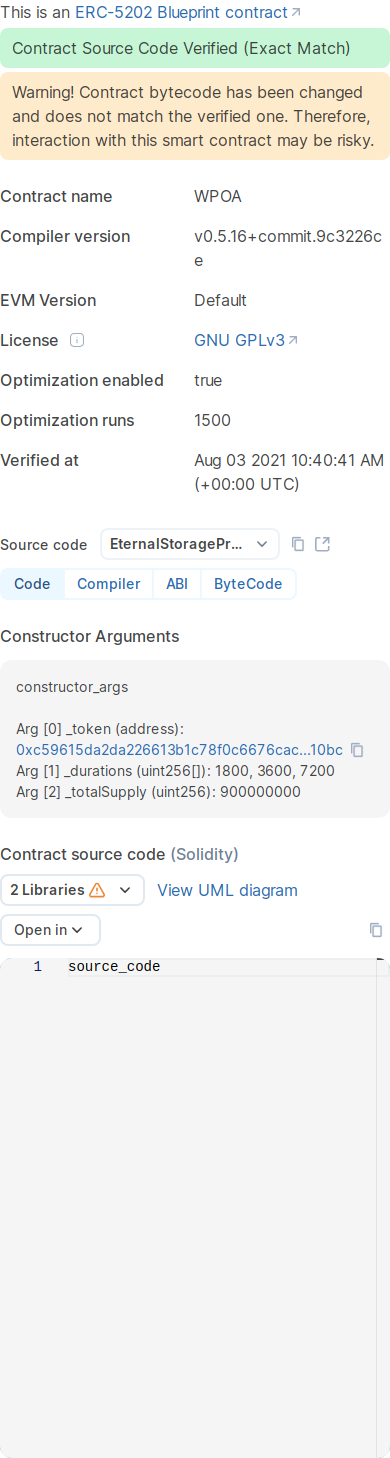 This is an ERC-5202 Blueprint contract
Contract Source Code Verified (Exact Match)
Warning! Contract bytecode has been changed
and does not match the verified one. Therefore,
interaction with this smart contract may be risky.
Contract name WPOA
Compiler version v0.5.16+commit.9c3226c
e
EVM Version Default
License GNU GPLv3
Optimization enabled true
Optimization runs 1500
Verified at Aug 03 2021 10:40:41 AM
(+00:00 UTC)
Source code EternalStoragePr...
Code Compiler ABI ByteCode
Constructor Arguments
constructor_args
Arg [0] _token (address):
0xc59615da2da226613b1c78f0c6676cac...10bc
Arg [1] _durations (uint256[]): 1800, 3600, 7200
Arg [2] _totalSupply (uint256): 900000000
Contract source code (Solidity)
2 Libraries View UML diagram
Open in
1 source_code